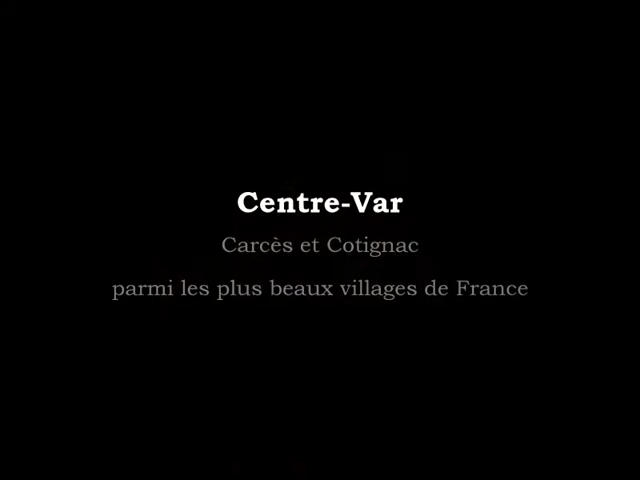 Centre-Var
Carcès et Cotignac
parmi les plus beaux villages de France